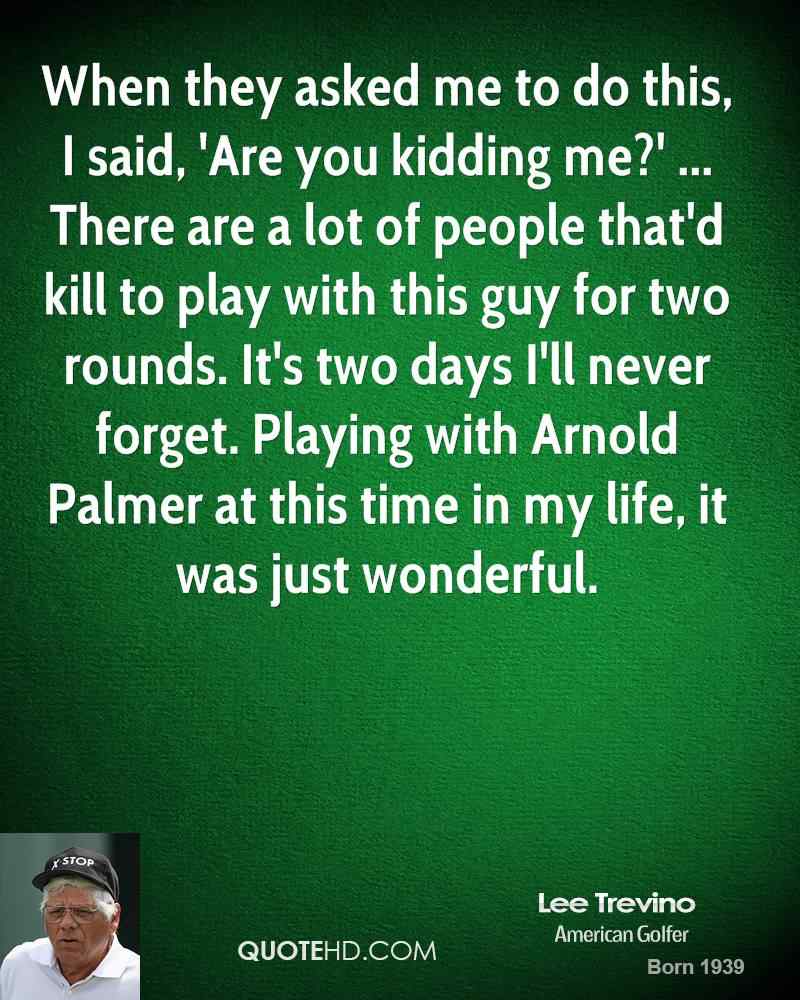 When they asked me to do this,
I said, 'Are you kidding me?' ...
There are a lot of people that'd
kill to play with this guy for two
rounds. It's two days I'll never
forget. Playing with Arnold
Palmer at this time in my life, it
was just wonderful.
X STOP
Lee Trevino
American Golfer
QUOTEHD.COM
Born 1939